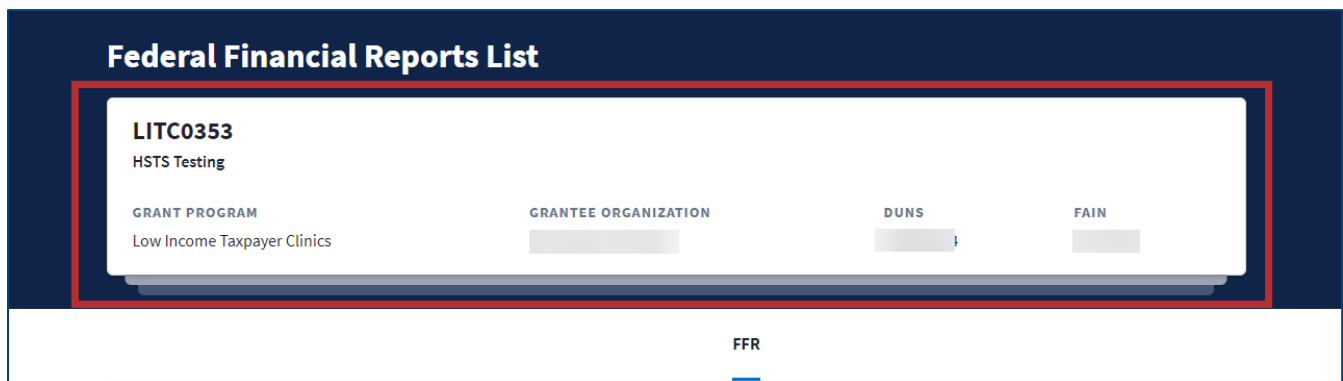 Federal Financial Reports List
LITC0353
HSTS Testing
GRANT PROGRAM GRANTEE ORGANIZATION DUNS FAIN
Low Income Taxpayer Clinics
FFR